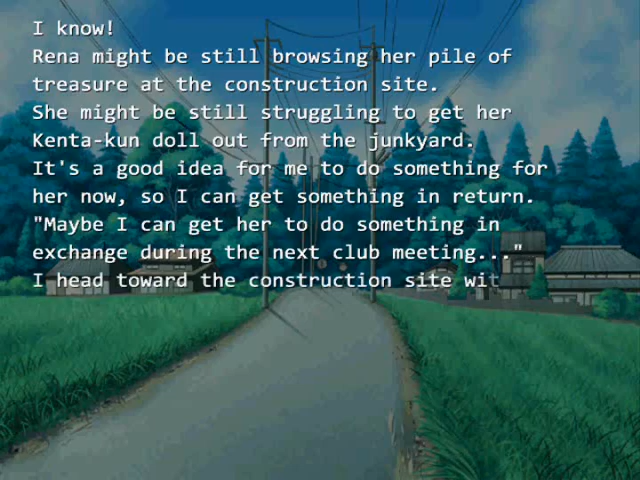 I know!
Rena might be still browsing her pile of
treasure at the construction site.
She might be still struggling to get her
Kenta-kun doll out from the junkyard.
It's a good idea for me to do something for
her now, so I can get something in return.
"Maybe I can get her to do something in
exchange during the next club meeting..."
I head toward the construction site wit